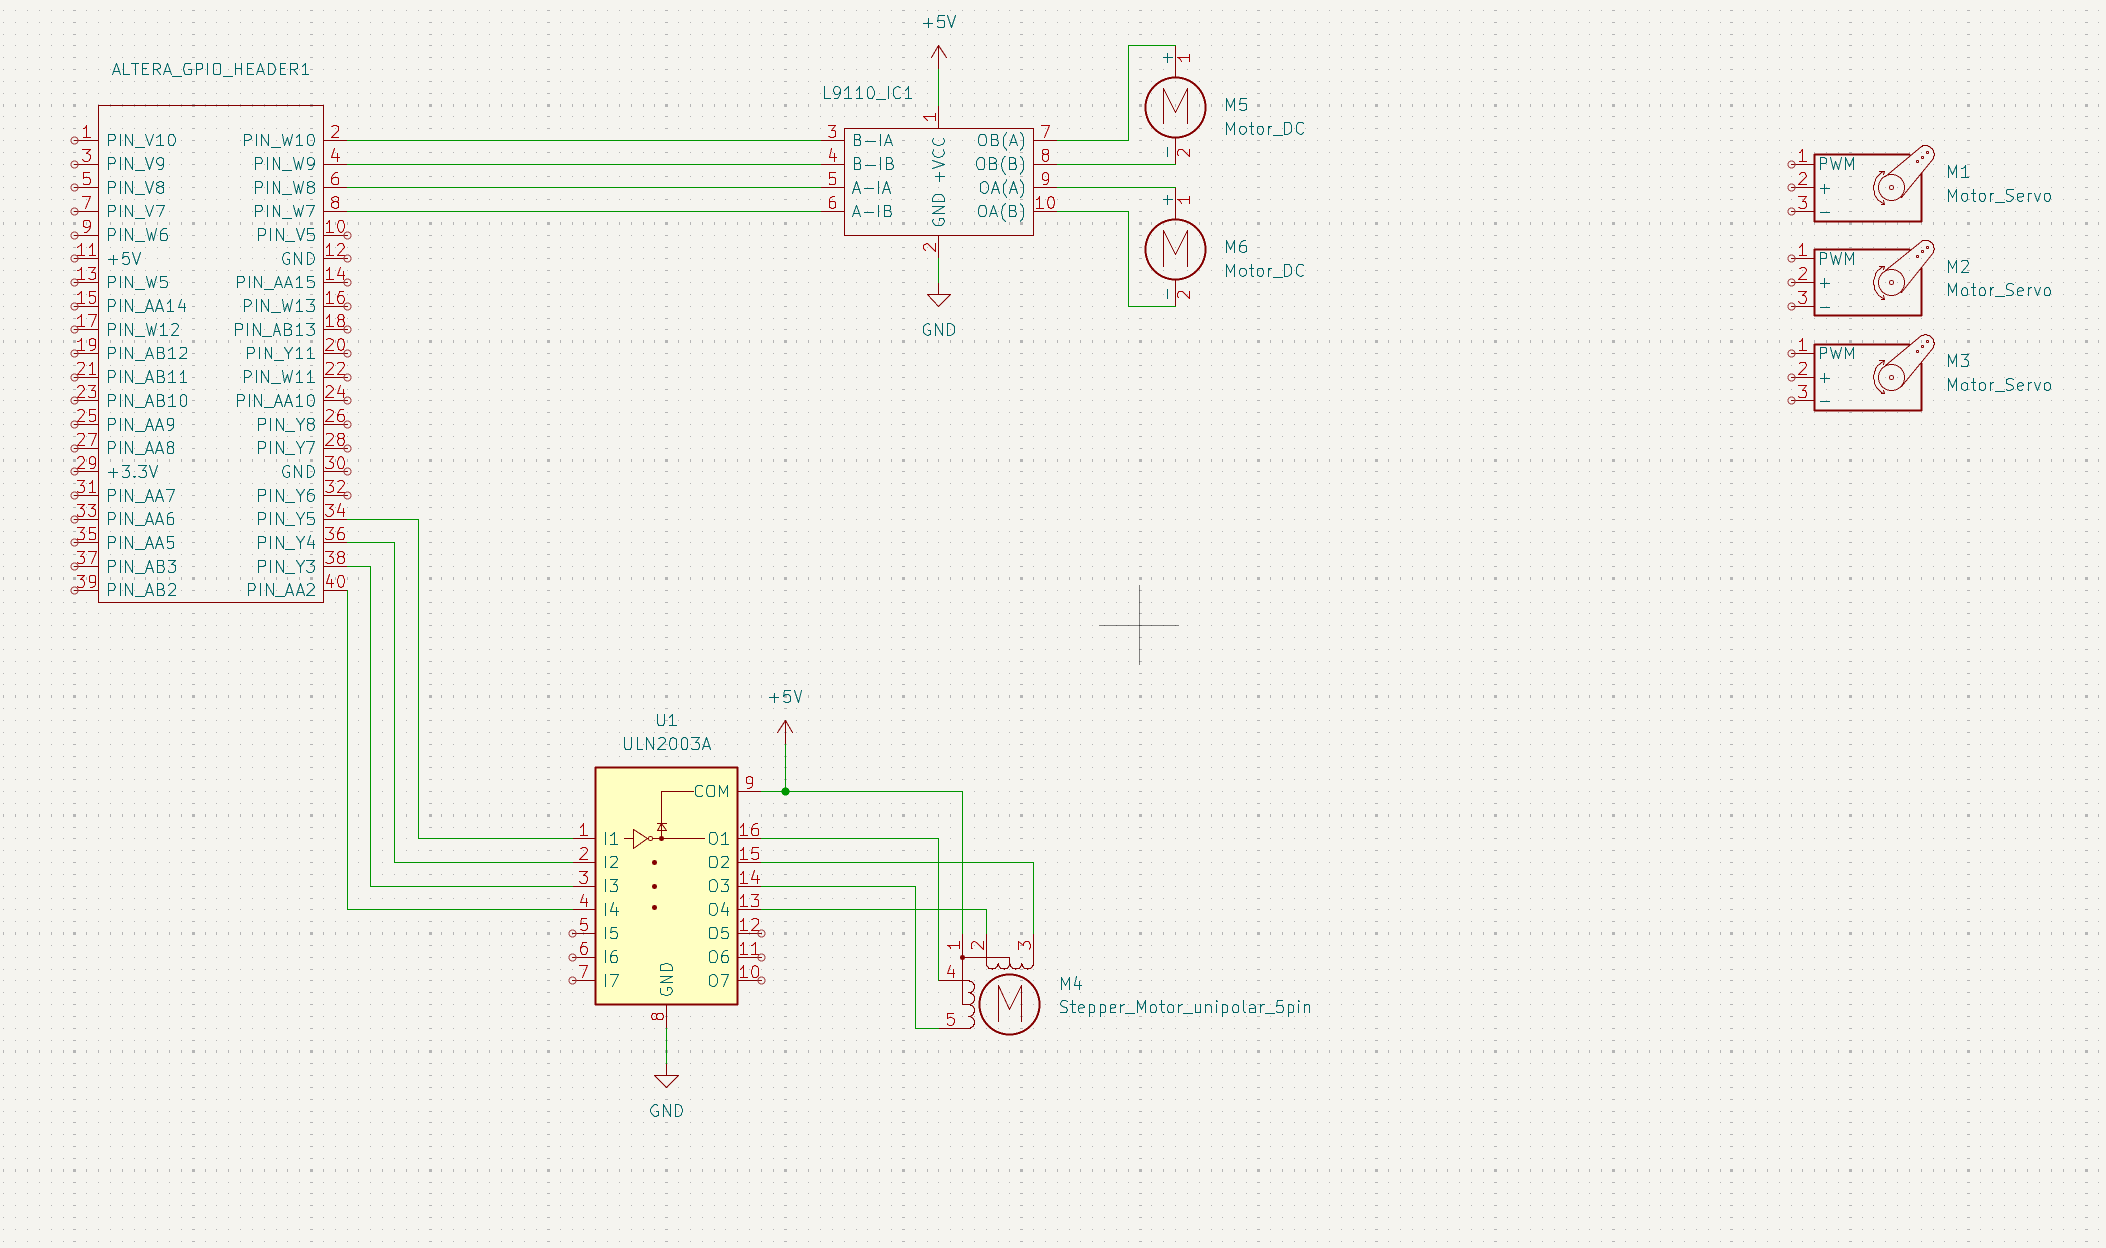 ALTERA_GPIO_HEADER1
1 PIN_V10 PIN_W10 2
3 PIN_V9 PIN_W9 4
5 PIN_V8 PIN_W8 6
7 PIN_V7 PIN_W7 8
9 PIN_W6 PIN_V5 10
11 +5V GND 12
13 PIN_W5 PIN_AA15 14
15 PIN_AA14 PIN_W13 16
17 PIN_W12 PIN_AB13 18
19 PIN_AB12 PIN_Y11 20
21 PIN_AB11 PIN_W11 22
23 PIN_AB10 PIN_AA10 24
25 PIN_AA9 PIN_Y8 26
27 PIN_AA8 PIN_Y7 28
29 +3.3V GND 30
31 PIN_AA7 PIN_Y6 32
33 PIN_AA6 PIN_Y5 34
35 PIN_AA5 PIN_Y4 36
37 PIN_AB3 PIN_Y3 38
39 PIN_AB2 PIN_AA2 40
+5V
L9110_IC1
1
3 B-IA OB(A) 7
4 B-IB OB(B) 8
5 A-IA OA(A) 9
6 A-IB OA(B) 10
GND +VCC
2
GND
+ 1
M
M5
Motor_DC
- 2
+ 1
M
M6
Motor_DC
- 2
1 PWM
2 +
3 -
M1
Motor_Servo
1 PWM
2 +
3 -
M2
Motor_Servo
1 PWM
2 +
3 -
M3
Motor_Servo
+5V
U1
ULN2003A
COM 9
1 I1 O1 16
2 I2 O2 15
3 I3 O3 14
4 I4 O4 13
5 I5 O5 12
6 I6 O6 11
7 I7 O7 10
GND
8
GND
1 2 3
4
5
M
M4
Stepper_Motor_unipolar_5pin